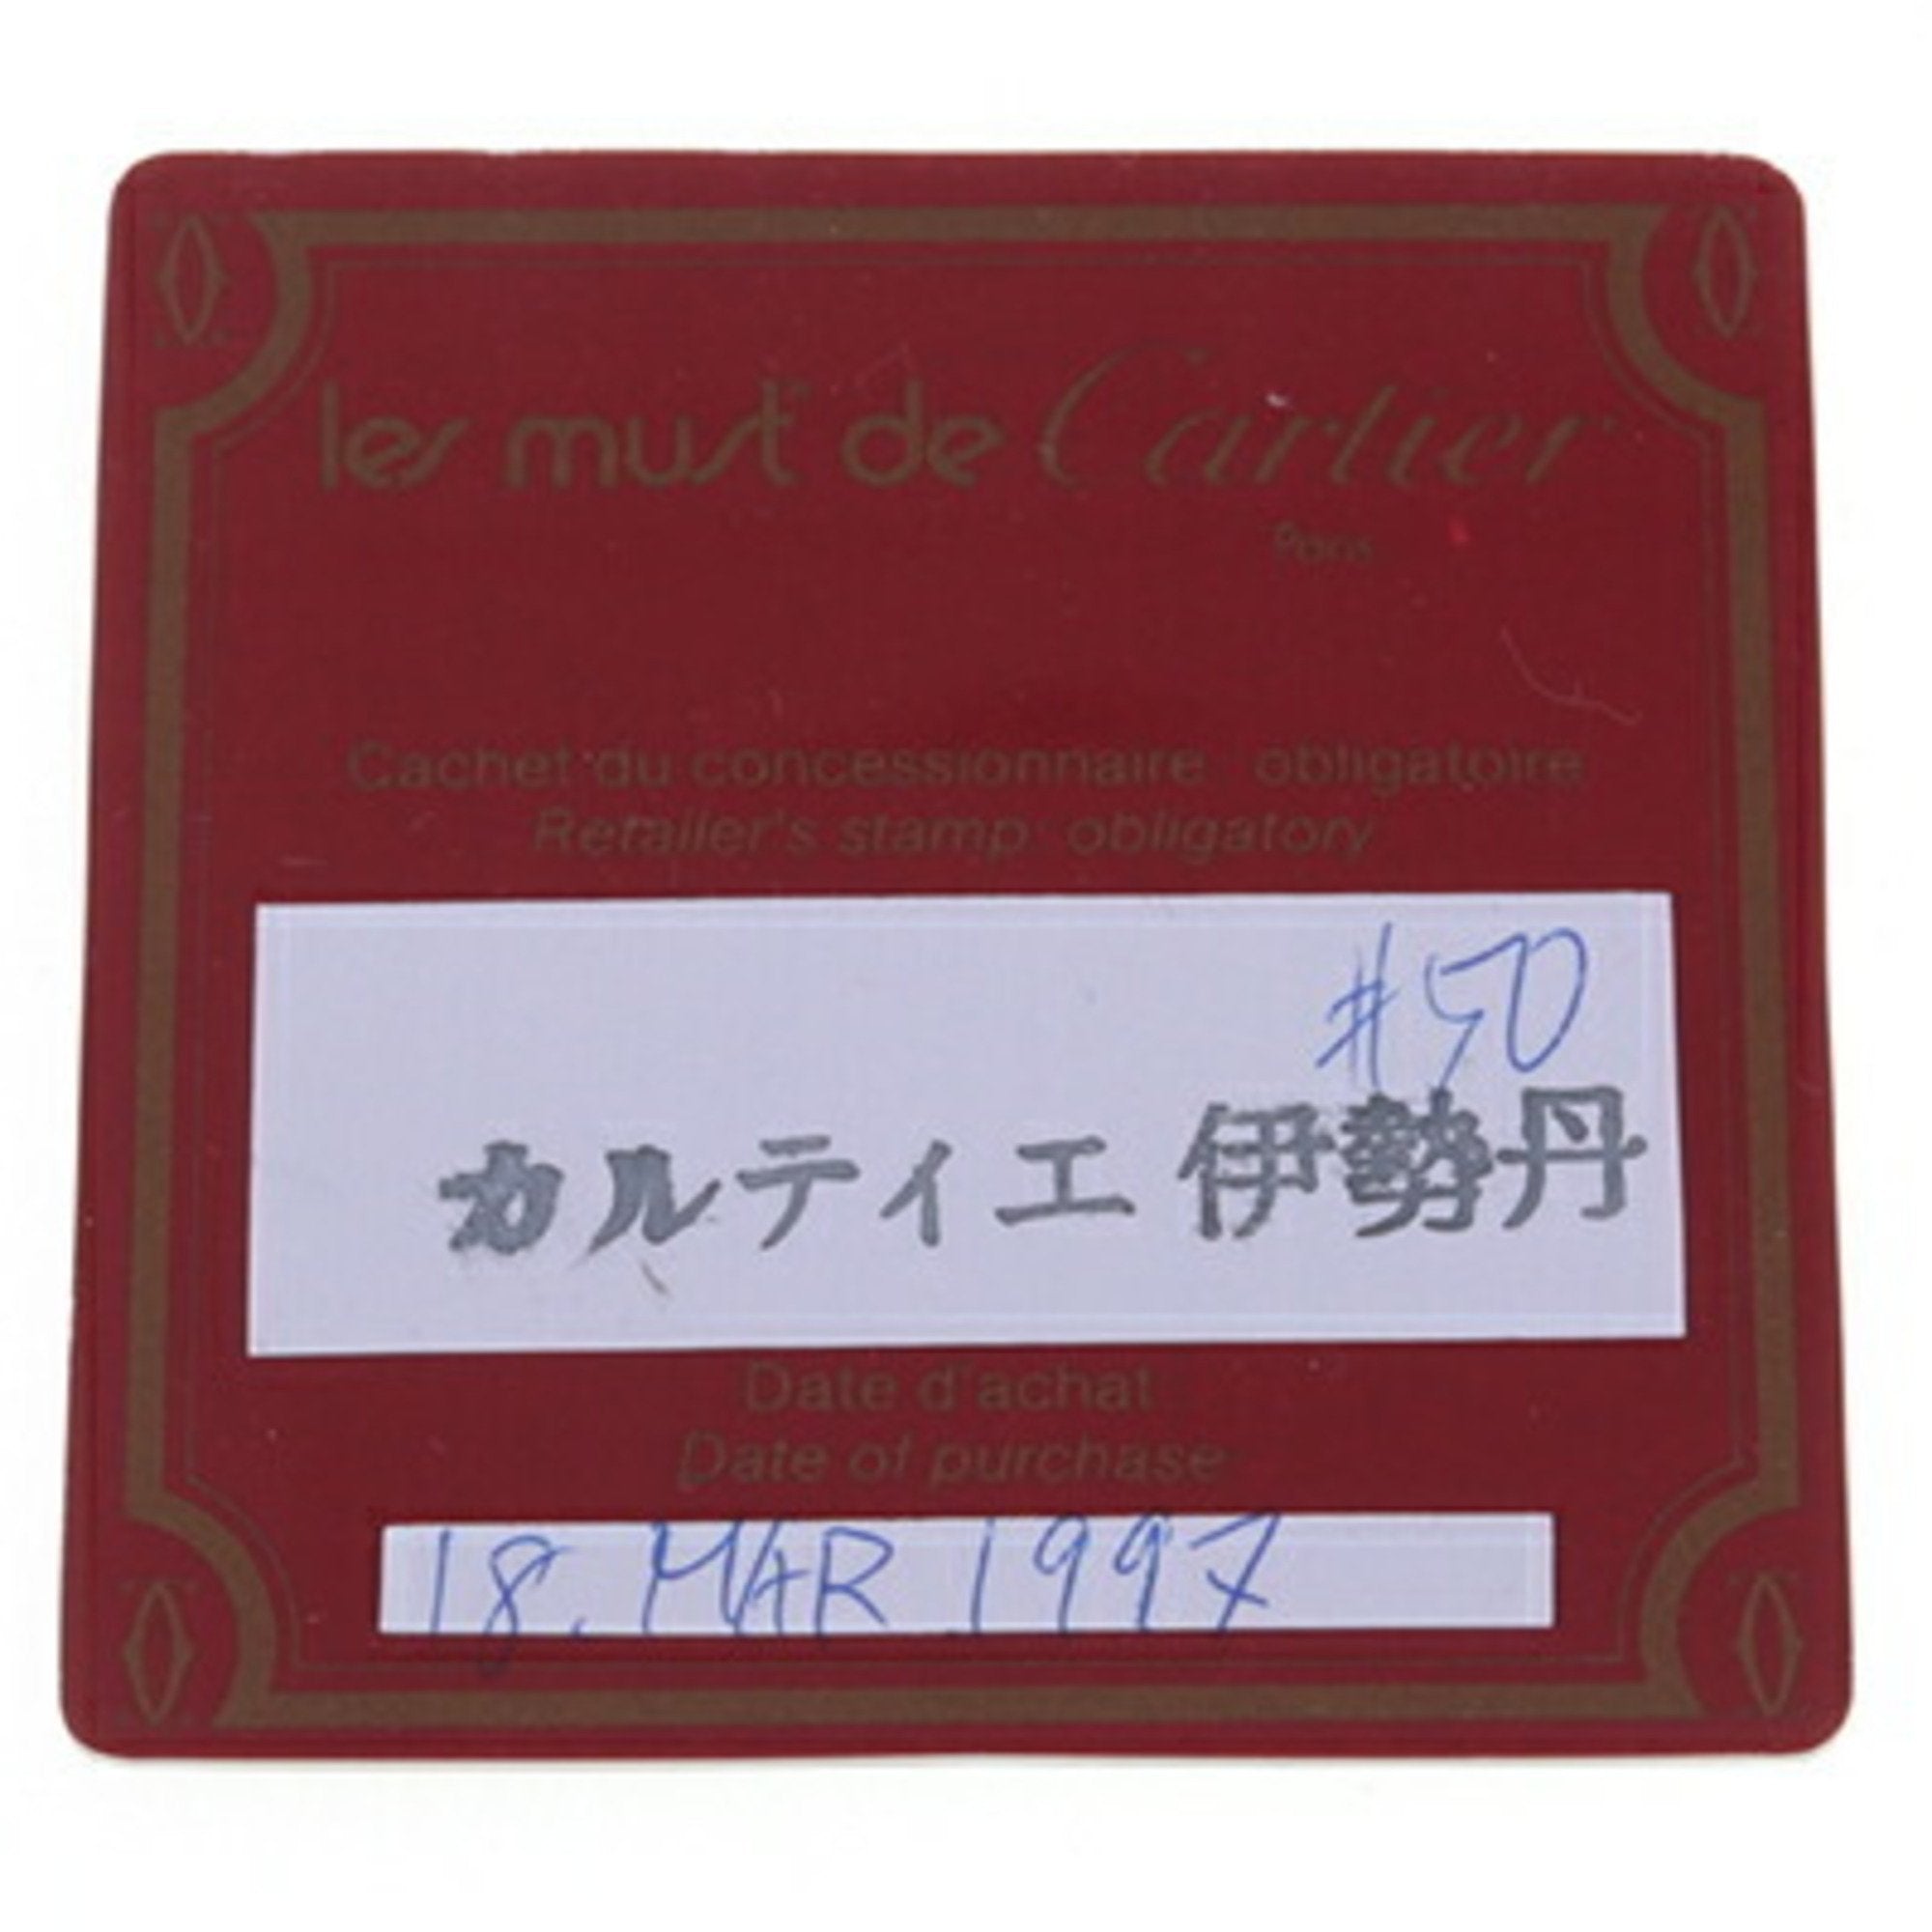 les must de Cartier
Paris
Cachet du concessionnaire obligatoire
Retailer's stamp obligatory
#50
カルティエ 伊勢丹
Date d'achat
Date of purchase
18. MAR 1997